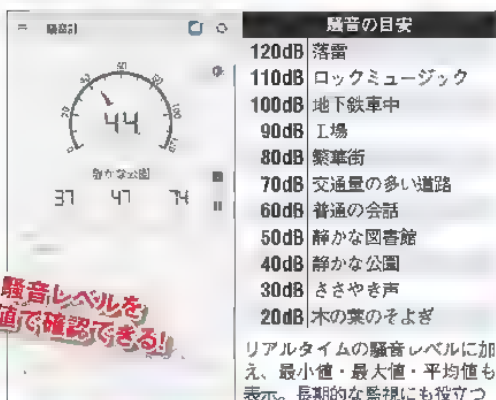 騒音計
0
20
40
60
80
100
120
44
静かな公園
37 47 74
騒音レベルを
値で確認できる!
騒音の目安
120dB 落雷
110dB ロックミュージック
100dB 地下鉄車中
90dB 工場
80dB 繁華街
70dB 交通量の多い道路
60dB 普通の会話
50dB 静かな図書館
40dB 静かな公園
30dB ささやき声
20dB 木の葉のそよぎ
リアルタイムの騒音レベルに加
え、最小値・最大値・平均値も
表示。長期的な監視にも役立つ